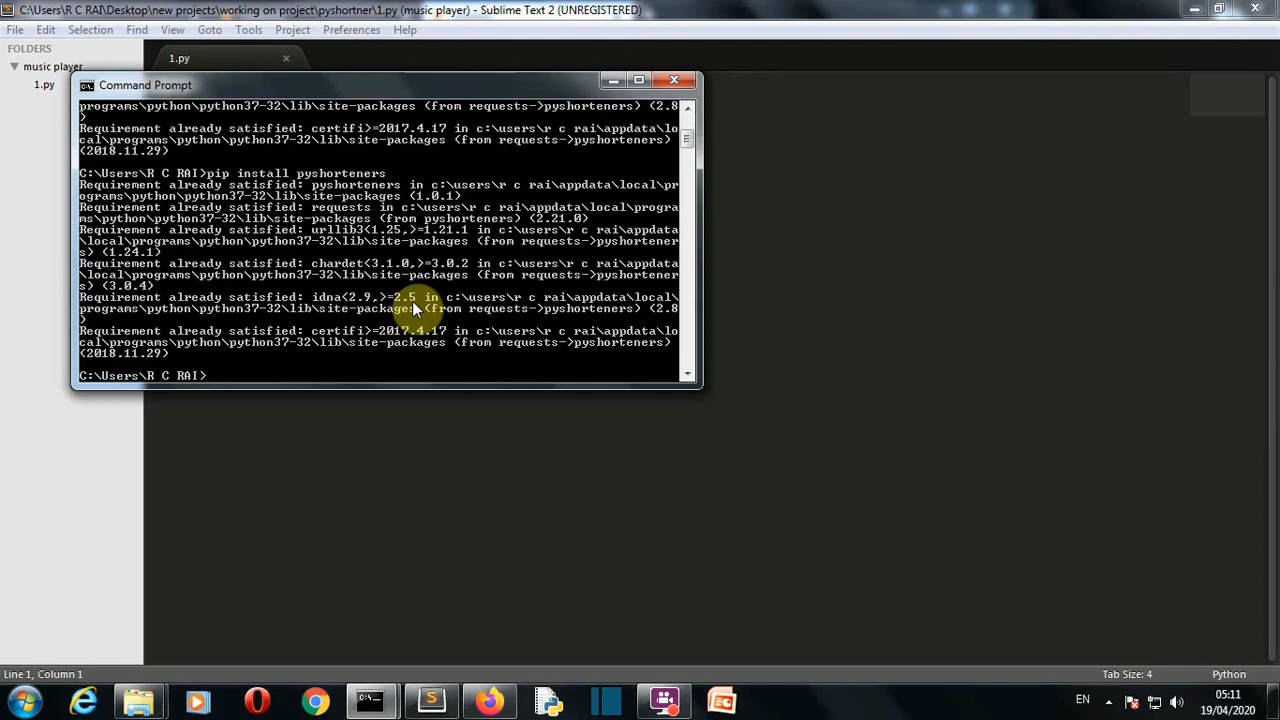 C:\Users\R C RAI\Desktop\new projects\working on project\pyshortner\1.py (music player) - Sublime Text 2 (UNREGISTERED)
File Edit Selection Find View Goto Tools Project Preferences Help
FOLDERS
music player
1.py
1.py
Command Prompt
programs\python\python37-32\lib\site-packages (from requests->pyshorteners) (2.8
)
Requirement already satisfied: certifi>=2017.4.17 in c:\users\r c rai\appdata\lo
cal\programs\python\python37-32\lib\site-packages (from requests->pyshorteners)
(2018.11.29)
C:\Users\R C RAI>pip install pyshorteners
Requirement already satisfied: pyshorteners in c:\users\r c rai\appdata\local\pr
ograms\python\python37-32\lib\site-packages (1.0.1)
Requirement already satisfied: requests in c:\users\r c rai\appdata\local\progra
ms\python\python37-32\lib\site-packages (from pyshorteners) (2.21.0)
Requirement already satisfied: urllib3<1.25,>=1.21.1 in c:\users\r c rai\appdata
\local\programs\python\python37-32\lib\site-packages (from requests->pyshortener
s) (1.24.1)
Requirement already satisfied: chardet<3.1.0,>=3.0.2 in c:\users\r c rai\appdata
\local\programs\python\python37-32\lib\site-packages (from requests->pyshortener
s) (3.0.4)
Requirement already satisfied: idna<2.9,>=2.5 in c:\users\r c rai\appdata\local\
programs\python\python37-32\lib\site-packages (from requests->pyshorteners) (2.8
)
Requirement already satisfied: certifi>=2017.4.17 in c:\users\r c rai\appdata\lo
cal\programs\python\python37-32\lib\site-packages (from requests->pyshorteners)
(2018.11.29)
C:\Users\R C RAI>
Line 1, Column 1
Tab Size: 4 Python
EN
05:11
19/04/2020